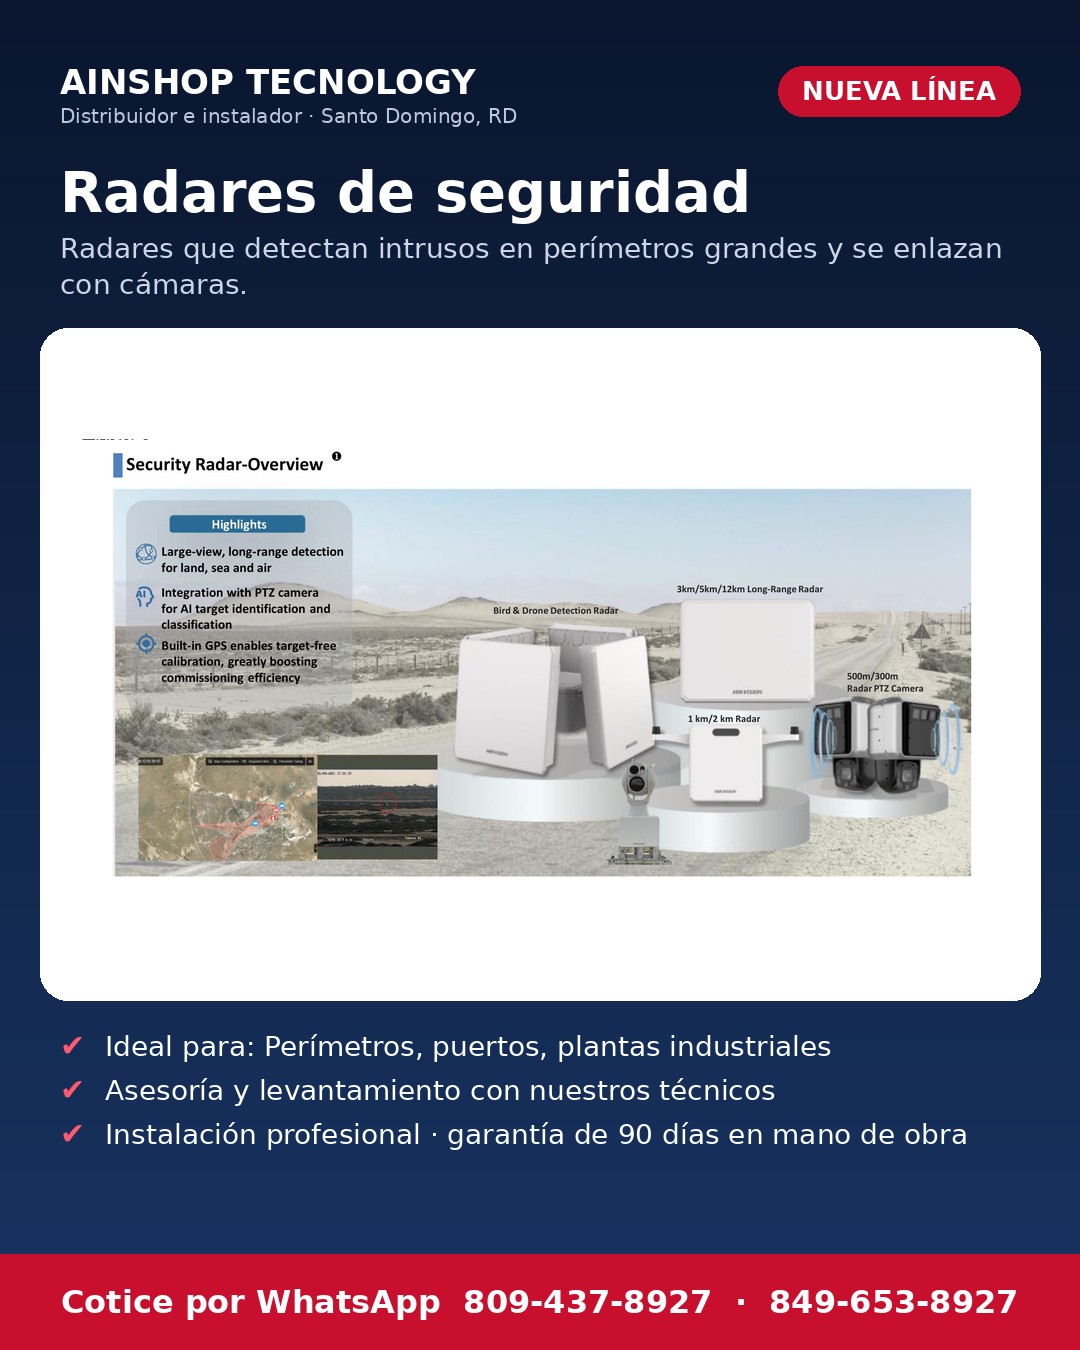 AINSHOP TECNOLOGY
Distribuidor e instalador · Santo Domingo, RD
NUEVA LÍNEA
Radares de seguridad
Radares que detectan intrusos en perímetros grandes y se enlazan
con cámaras.
Security Radar-Overview ❶
Highlights
Large-view, long-range detection
for land, sea and air
Integration with PTZ camera
for AI target identification and
classification
Built-in GPS enables target-free
calibration, greatly boosting
commissioning efficiency
Bird & Drone Detection Radar
3km/5km/12km Long-Range Radar
HIKVISION
500m/300m
Radar PTZ Camera
1 km/2 km Radar
HIKVISION
HIKVISION
HIKVISION
✔ Ideal para: Perímetros, puertos, plantas industriales
✔ Asesoría y levantamiento con nuestros técnicos
✔ Instalación profesional · garantía de 90 días en mano de obra
Cotice por WhatsApp 809-437-8927 · 849-653-8927